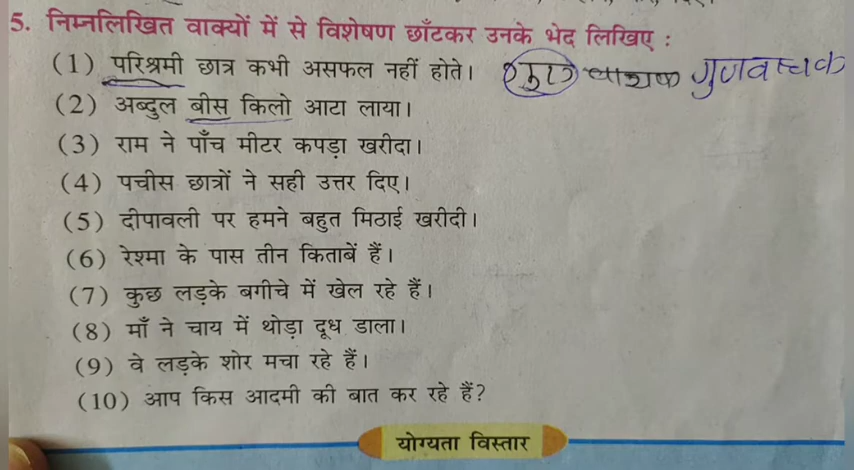 5. निम्नलिखित वाक्यों में से विशेषण छाँटकर उनके भेद लिखिए :
(1) परिश्रमी छात्र कभी असफल नहीं होते। गुणवाचक
(2) अब्दुल बीस किलो आटा लाया।
(3) राम ने पाँच मीटर कपड़ा खरीदा।
(4) पचीस छात्रों ने सही उत्तर दिए।
(5) दीपावली पर हमने बहुत मिठाई खरीदी।
(6) रेश्मा के पास तीन किताबें हैं।
(7) कुछ लड़के बगीचे में खेल रहे हैं।
(8) माँ ने चाय में थोड़ा दूध डाला।
(9) वे लड़के शोर मचा रहे हैं।
(10) आप किस आदमी की बात कर रहे हैं?
योग्यता विस्तार